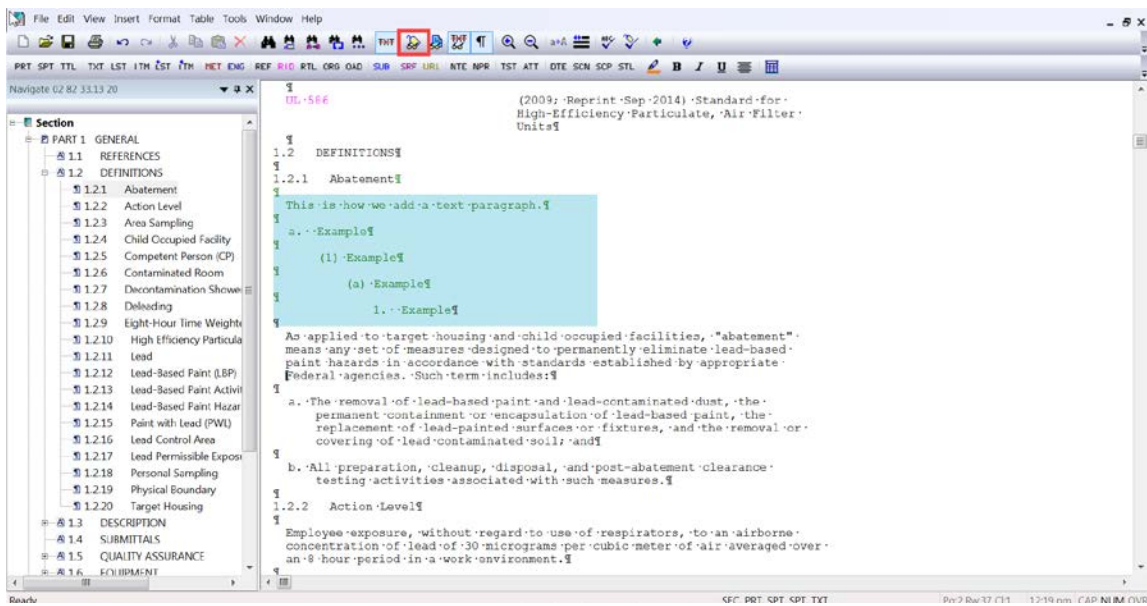 File Edit View Insert Format Table Tools Window Help
PRT SPT TTL TXT LST ITM LST ITM MET ENG REF RID RTL ORG OAD SUB SRF URL NTE NPR TST ATT DTE SCN SCP STL B I U
Navigate 02 82 33.13 20
Section
PART 1 GENERAL
1.1 REFERENCES
1.2 DEFINITIONS
1.2.1 Abatement
1.2.2 Action Level
1.2.3 Area Sampling
1.2.4 Child Occupied Facility
1.2.5 Competent Person (CP)
1.2.6 Contaminated Room
1.2.7 Decontamination Shower
1.2.8 Deleading
1.2.9 Eight-Hour Time Weighte
1.2.10 High Efficiency Particula
1.2.11 Lead
1.2.12 Lead-Based Paint (LBP)
1.2.13 Lead-Based Paint Activit
1.2.14 Lead-Based Paint Hazar
1.2.15 Paint with Lead (PWL)
1.2.16 Lead Control Area
1.2.17 Lead Permissible Exposu
1.2.18 Personal Sampling
1.2.19 Physical Boundary
1.2.20 Target Housing
1.3 DESCRIPTION
1.4 SUBMITTALS
1.5 QUALITY ASSURANCE
1.6 EQUIPMENT
¶
UL·586 (2009;·Reprint·Sep·2014)·Standard·for·
High-Efficiency·Particulate,·Air·Filter·
Units¶
¶
1.2 DEFINITIONS¶
¶
1.2.1 Abatement¶
¶
This·is·how·we·add·a·text·paragraph.¶
¶
a.··Example¶
¶
(1)·Example¶
¶
(a)·Example¶
¶
1.··Example¶
¶
As·applied·to·target·housing·and·child·occupied·facilities,·"abatement"·
means·any·set·of·measures·designed·to·permanently·eliminate·lead-based·
paint·hazards·in·accordance·with·standards·established·by·appropriate·
Federal·agencies.·Such·term·includes:¶
¶
a.·The·removal·of·lead-based·paint·and·lead-contaminated·dust,·the·
permanent·containment·or·encapsulation·of·lead-based·paint,·the·
replacement·of·lead-painted·surfaces·or·fixtures,·and·the·removal·or·
covering·of·lead·contaminated·soil;·and¶
¶
b.·All·preparation,·cleanup,·disposal,·and·post-abatement·clearance·
testing·activities·associated·with·such·measures.¶
¶
1.2.2 Action·Level¶
¶
Employee·exposure,·without·regard·to·use·of·respirators,·to·an·airborne·
concentration·of·lead·of·30·micrograms·per·cubic·meter·of·air·averaged·over·
an·8·hour·period·in·a·work·environment.¶
¶
Ready SEC PRT SPT SPT TXT Pg:2 Rw:37 Cl:1 12:19 pm CAP NUM OVR